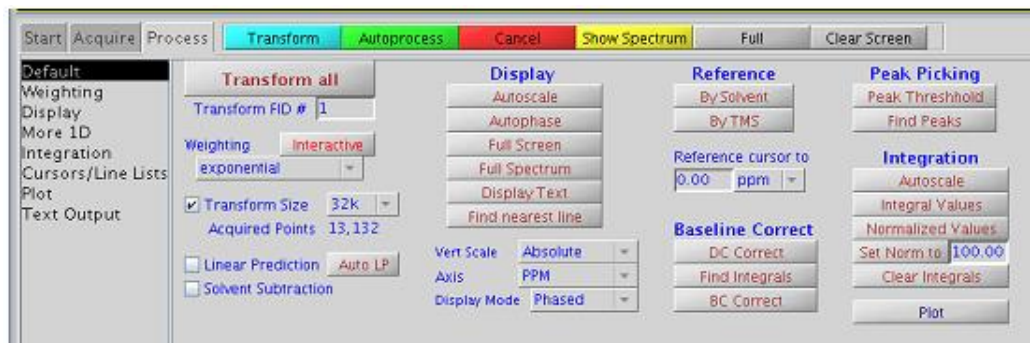 Start Acquire Process Transform Autoprocess Cancel Show Spectrum Full Clear Screen
Default
Weighting
Display
More 1D
Integration
Cursors/Line Lists
Plot
Text Output
Transform all
Transform FID # 1
Weighting Interactive
exponential
Transform Size 32k
Acquired Points 13,132
Linear Prediction Auto LP
Solvent Subtraction
Display
Autoscale
Autophase
Full Screen
Full Spectrum
Display Text
Find nearest line
Vert Scale Absolute
Axis PPM
Display Mode Phased
Reference
By Solvent
By TMS
Reference cursor to
0.00 ppm
Baseline Correct
DC Correct
Find Integrals
BC Correct
Peak Picking
Peak Threshhold
Find Peaks
Integration
Autoscale
Integral Values
Normalized Values
Set Norm to 100.00
Clear Integrals
Plot